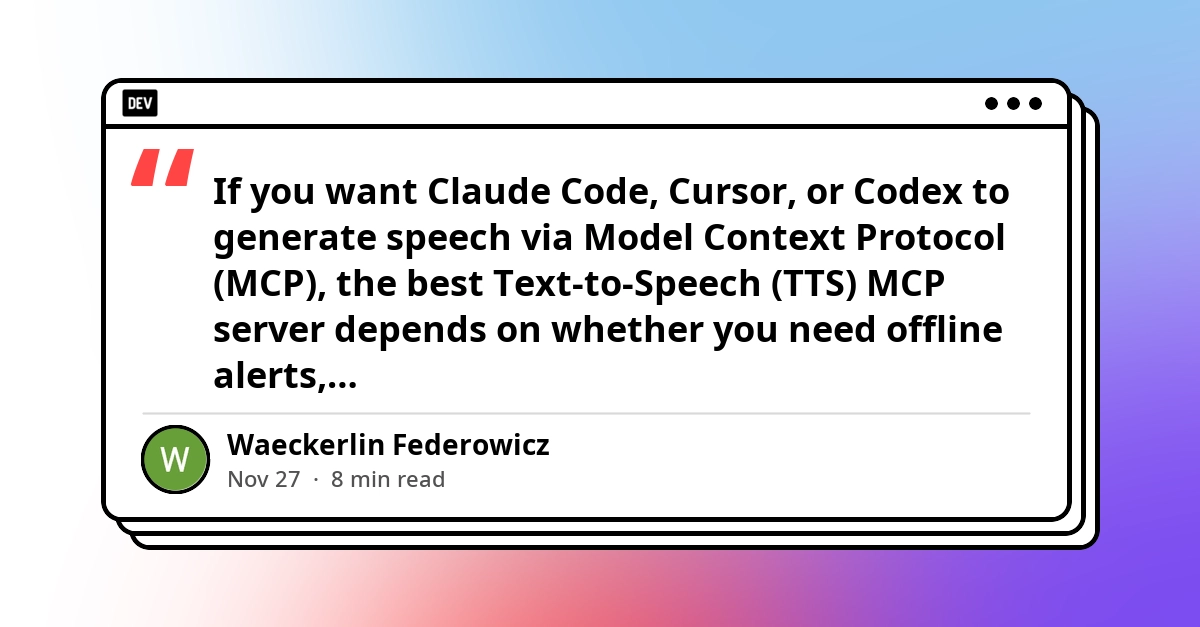 DEV
“
If you want Claude Code, Cursor, or Codex to
generate speech via Model Context Protocol
(MCP), the best Text-to-Speech (TTS) MCP
server depends on whether you need offline
alerts,...
W
Waeckerlin Federowicz
Nov 27 · 8 min read